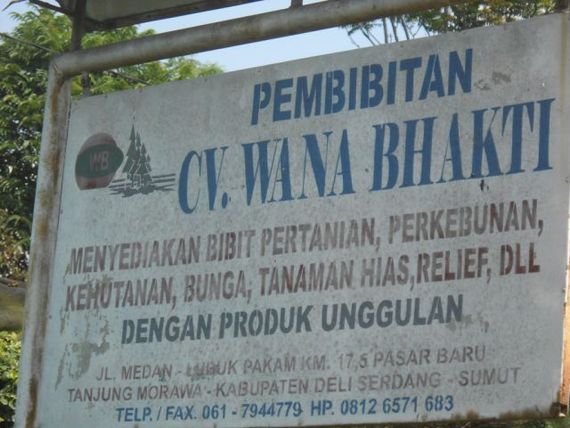 PEMBIBITAN
WB
CV. WANA BHAKTI
MENYEDIAKAN BIBIT PERTANIAN, PERKEBUNAN,
KEHUTANAN, BUNGA, TANAMAN HIAS,RELIEF, DLL
DENGAN PRODUK UNGGULAN
JL. MEDAN - LUBUK PAKAM KM. 17,5 PASAR BARU
TANJUNG MORAWA - KABUPATEN DELI SERDANG - SUMUT
TELP. / FAX. 061 - 7944779 HP. 0812 6571 683